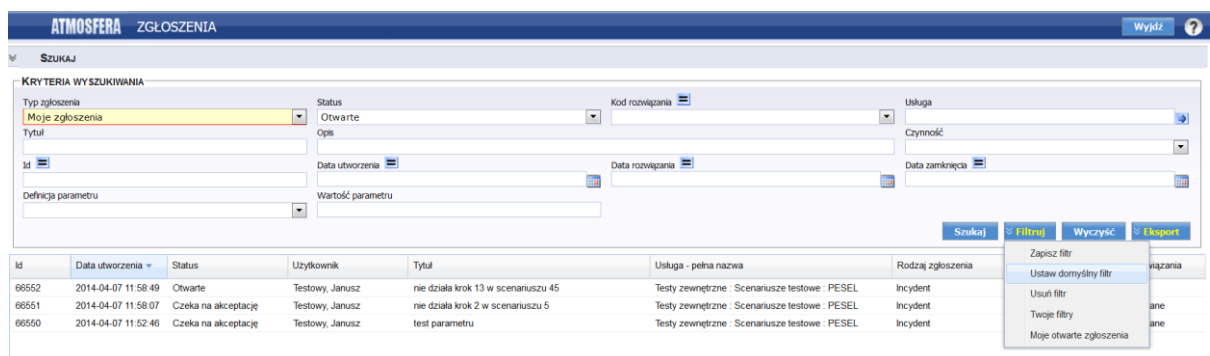 ATMOSFERA ZGŁOSZENIA Wyjdź ?
SZUKAJ
KRYTERIA WYSZUKIWANIA
Typ zgłoszenia Status Kod rozwiązania Usługa
Moje zgłoszenia Otwarte
Tytuł Opis Czynność
Id Data utworzenia Data rozwiązania Data zamknięcia
Definicja parametru Wartość parametru
Szukaj Filtruj Wyczyść Eksport
Zapisz filtr
Ustaw domyślny filtr
Usuń filtr
Twoje filtry
Moje otwarte zgłoszenia
Id Data utworzenia Status Użytkownik Tytuł Usługa - pełna nazwa Rodzaj zgłoszenia wiązania
66552 2014-04-07 11:58:49 Otwarte Testowy, Janusz nie działa krok 13 w scenariuszu 45 Testy zewnętrzne : Scenariusze testowe : PESEL Incydent
66551 2014-04-07 11:58:07 Czeka na akceptację Testowy, Janusz nie działa krok 2 w scenariuszu 5 Testy zewnętrzne : Scenariusze testowe : PESEL Incydent ane
66550 2014-04-07 11:52:46 Czeka na akceptację Testowy, Janusz test parametru Testy zewnętrzne : Scenariusze testowe : PESEL Incydent ane